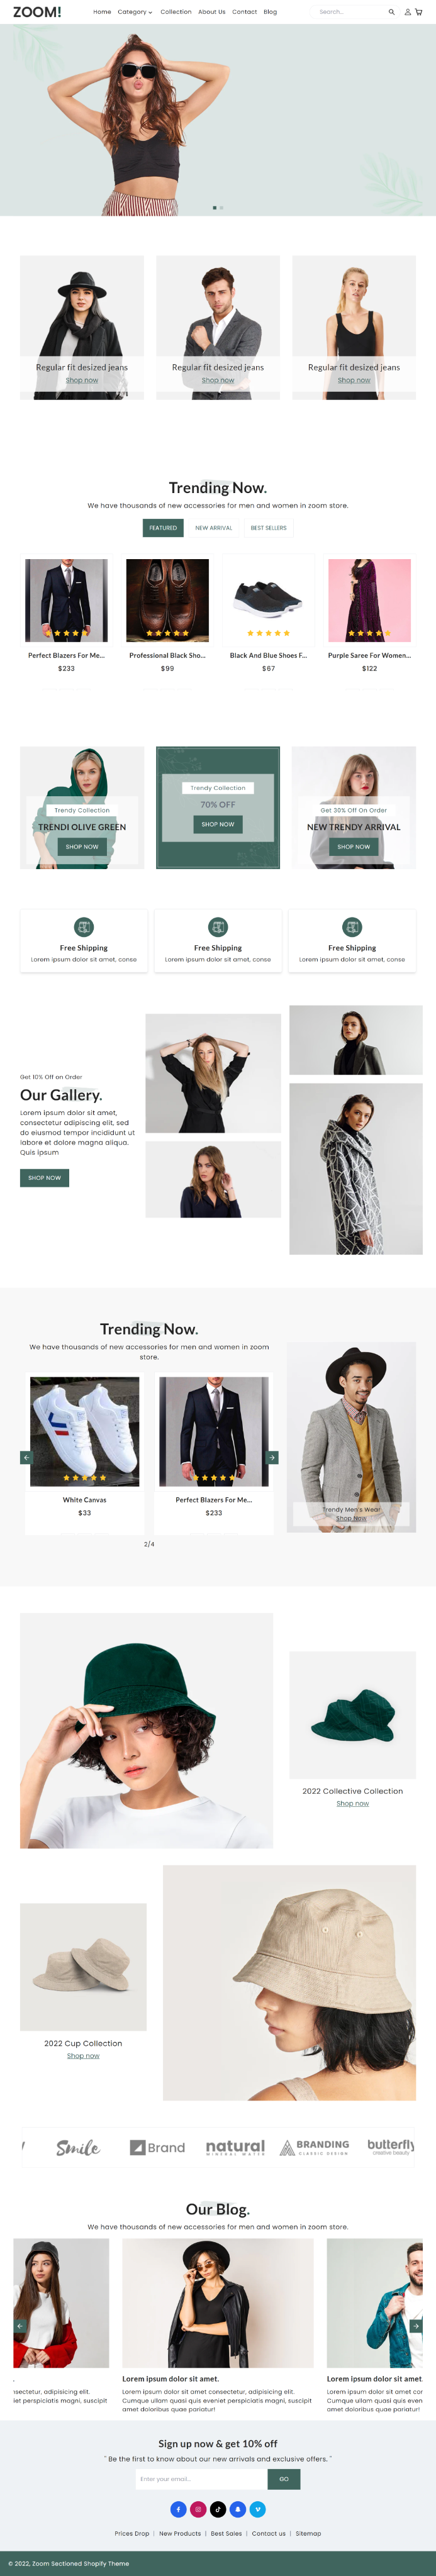 ZOOM!
Home Category Collection About Us Contact Blog
Search...
Regular fit desized jeans
Shop now
Regular fit desized jeans
Shop now
Regular fit desized jeans
Shop now
Trending Now.
We have thousands of new accessories for men and women in zoom store.
FEATURED NEW ARRIVAL BEST SELLERS
Perfect Blazers For Me...
$233
Professional Black Sho...
$99
Black And Blue Shoes F...
$67
Purple Saree For Women...
$122
Trendy Collection
TRENDI OLIVE GREEN
SHOP NOW
Trendy Collection
70% OFF
SHOP NOW
Get 30% Off On Order
NEW TRENDY ARRIVAL
SHOP NOW
Free Shipping
Lorem ipsum dolor sit amet, conse
Free Shipping
Lorem ipsum dolor sit amet, conse
Free Shipping
Lorem ipsum dolor sit amet, conse
Get 10% Off on Order
Our Gallery.
Lorem ipsum dolor sit amet,
consectetur adipiscing elit, sed
do eiusmod tempor incididunt ut
labore et dolore magna aliqua.
Quis ipsum
SHOP NOW
Trending Now.
We have thousands of new accessories for men and women in zoom
store.
White Canvas
$33
Perfect Blazers For Me...
$233
2/4
Trendy Men's Wear
Shop Now
2022 Collective Collection
Shop now
2022 Cup Collection
Shop now
Smile
Brand
natural
MINERAL MATTE
BRANDING
CLASSIC DESIGN
butterfly
creative beauty
Our Blog.
We have thousands of new accessories for men and women in zoom store.
.
nsectetur, adipisicing elit.
iet perspiciatis magni, suscipit
Lorem ipsum dolor sit amet.
Lorem ipsum dolor sit amet consectetur, adipisicing elit.
Cumque ullam quasi quis eveniet perspiciatis magni, suscipit
amet doloribus quae pariatur!
Lorem ipsum dolor sit amet.
Lorem ipsum dolor sit amet cor
Cumque ullam quasi quis even
amet doloribus quae pariatur!
Sign up now & get 10% off
" Be the first to know about our new arrivals and exclusive offers. "
Enter your email...
GO
Prices Drop | New Products | Best Sales | Contact us | Sitemap
© 2022, Zoom Sectioned Shopify Theme